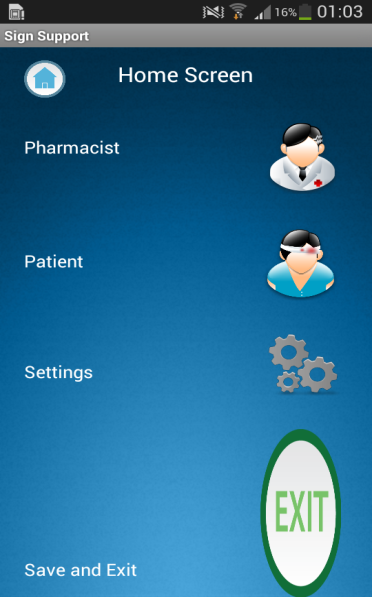 16% 01:03
Sign Support
Home Screen
Pharmacist
Patient
Settings
EXIT
Save and Exit